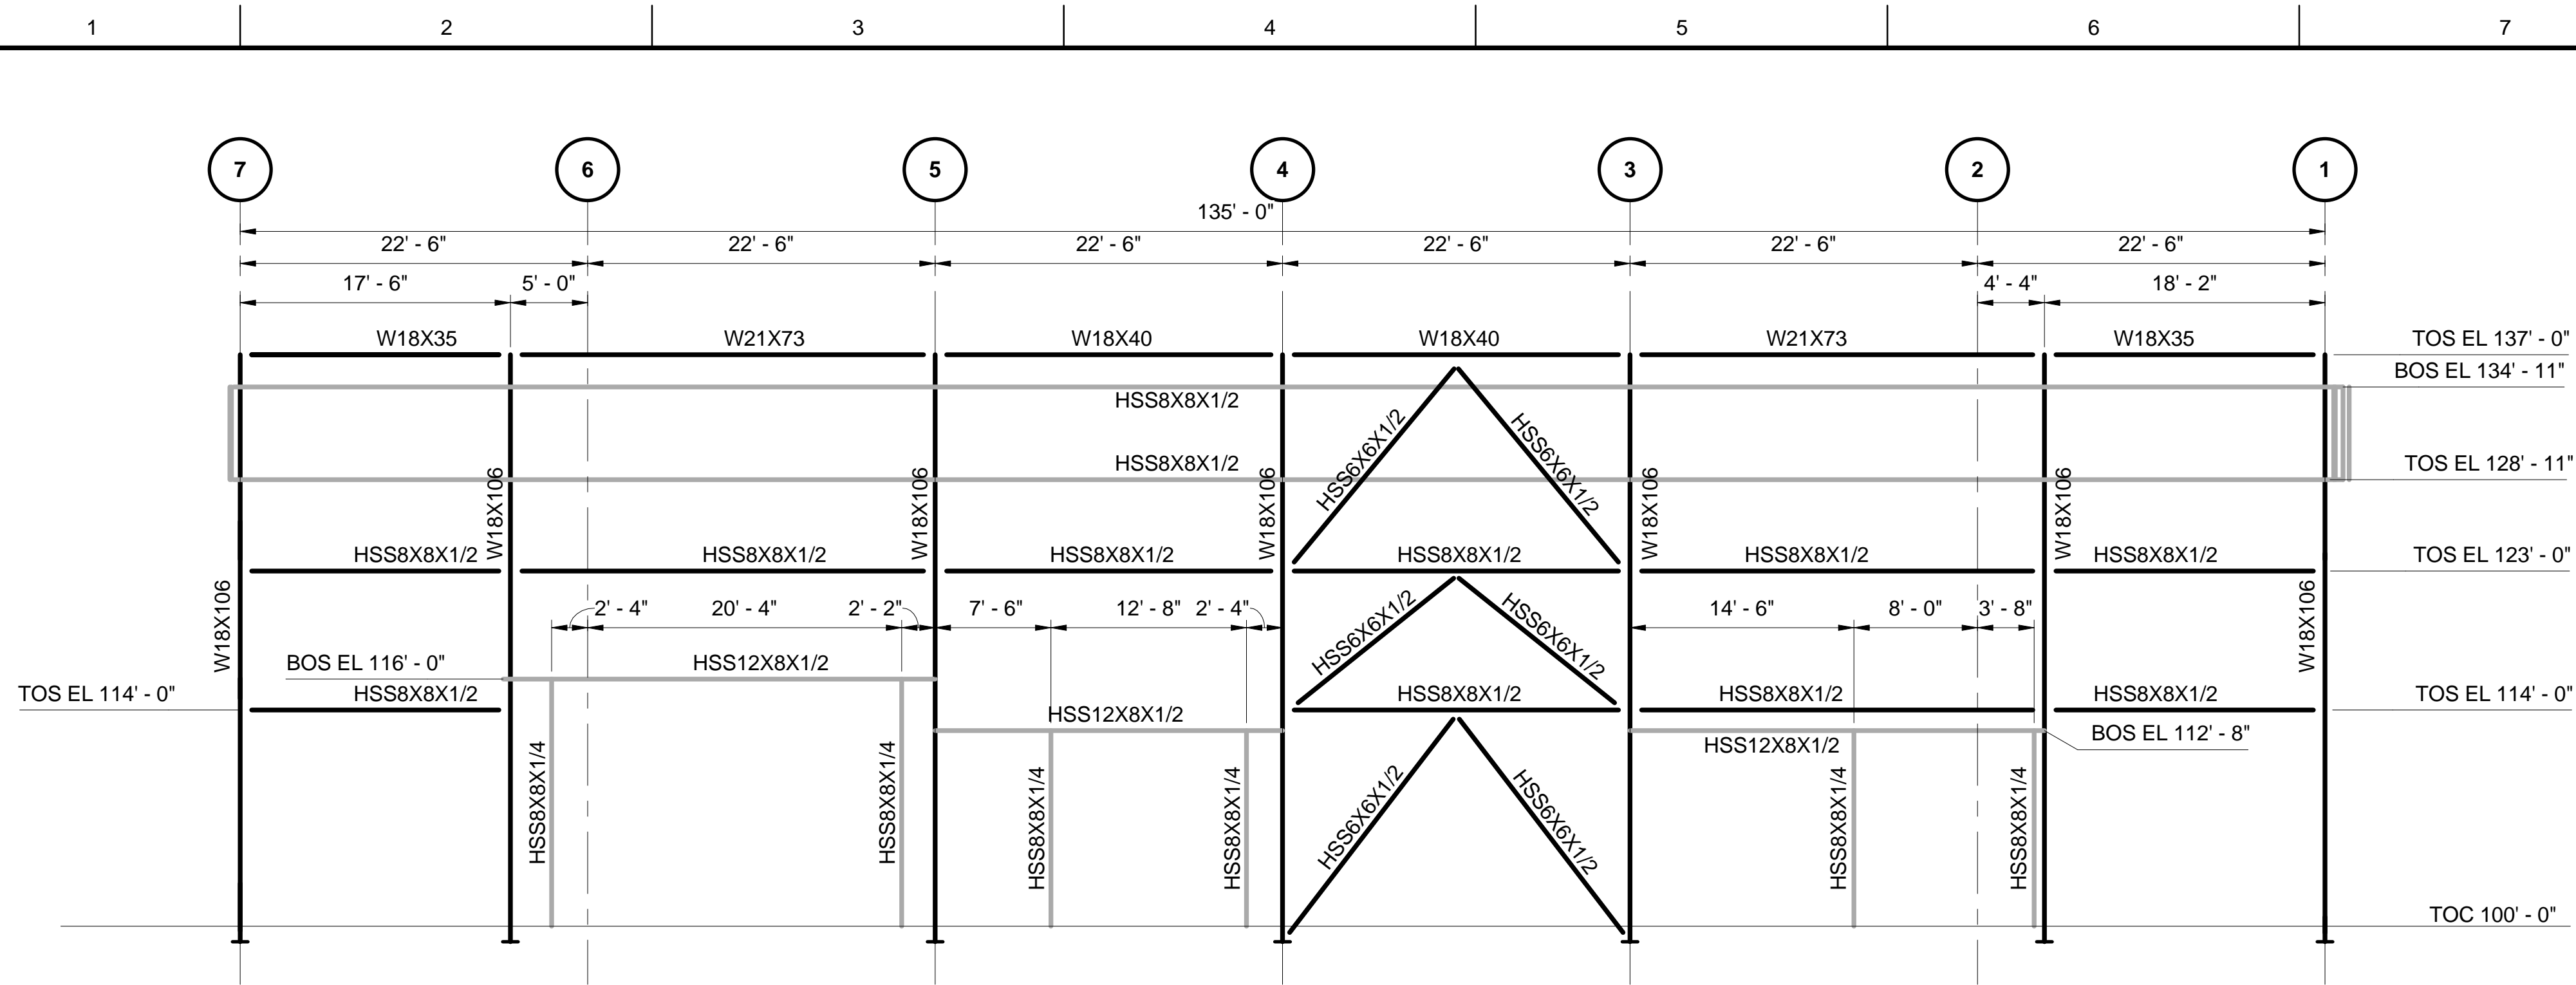 1 2 3 4 5 6 7
7 6 5 4 3 2 1
135' - 0"
22' - 6" 22' - 6" 22' - 6" 22' - 6" 22' - 6" 22' - 6"
17' - 6" 5' - 0" 4' - 4" 18' - 2"
W18X35 W21X73 W18X40 W18X40 W21X73 W18X35 TOS EL 137' - 0"
BOS EL 134' - 11"
HSS8X8X1/2
HSS6X6X1/2 HSS6X6X1/2
HSS8X8X1/2 TOS EL 128' - 11"
W18X106 W18X106 W18X106 W18X106 W18X106
HSS8X8X1/2 HSS8X8X1/2 HSS8X8X1/2 HSS8X8X1/2 HSS8X8X1/2 HSS8X8X1/2 TOS EL 123' - 0"
2' - 4" 20' - 4" 2' - 2" 7' - 6" 12' - 8" 2' - 4" 14' - 6" 8' - 0" 3' - 8"
W18X106 HSS6X6X1/2 HSS6X6X1/2 W18X106
BOS EL 116' - 0" HSS12X8X1/2
TOS EL 114' - 0" HSS8X8X1/2 HSS8X8X1/2 HSS8X8X1/2 HSS8X8X1/2 TOS EL 114' - 0"
HSS12X8X1/2
BOS EL 112' - 8"
HSS12X8X1/2
HSS8X8X1/4 HSS8X8X1/4 HSS8X8X1/4 HSS8X8X1/4 HSS6X6X1/2 HSS6X6X1/2 HSS8X8X1/4 HSS8X8X1/4
TOC 100' - 0"